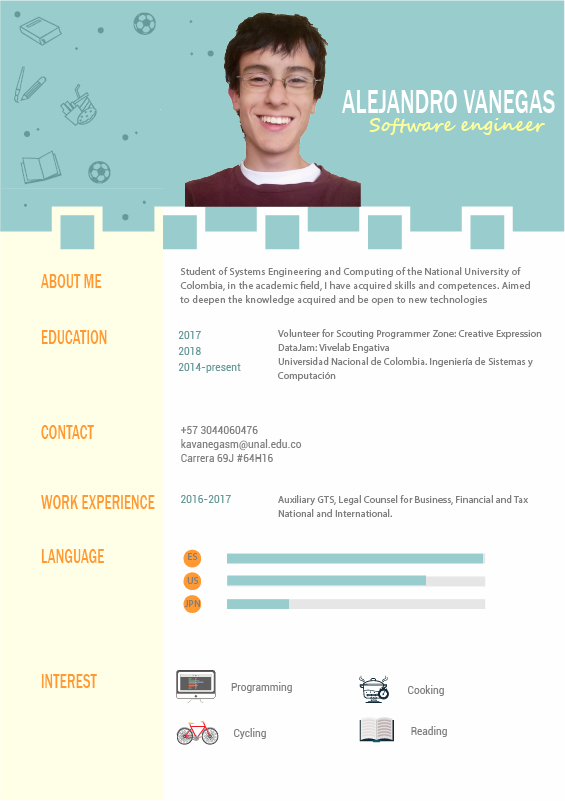 ALEJANDRO VANEGAS
Software engineer
ABOUT ME
Student of Systems Engineering and Computing of the National University of
Colombia, in the academic field, I have acquired skills and competences. Aimed
to deepen the knowledge acquired and be open to new technologies
EDUCATION
2017
Volunteer for Scouting Programmer Zone: Creative Expression
2018
DataJam: Vivelab Engativa
2014-present
Universidad Nacional de Colombia. Ingeniería de Sistemas y
Computación
CONTACT
+57 3044060476
kavanegasm@unal.edu.co
Carrera 69J #64H16
WORK EXPERIENCE
2016-2017
Auxiliary GTS, Legal Counsel for Business, Financial and Tax
National and International.
LANGUAGE
ES
US
JPN
INTEREST
Programming
Cooking
Cycling
Reading